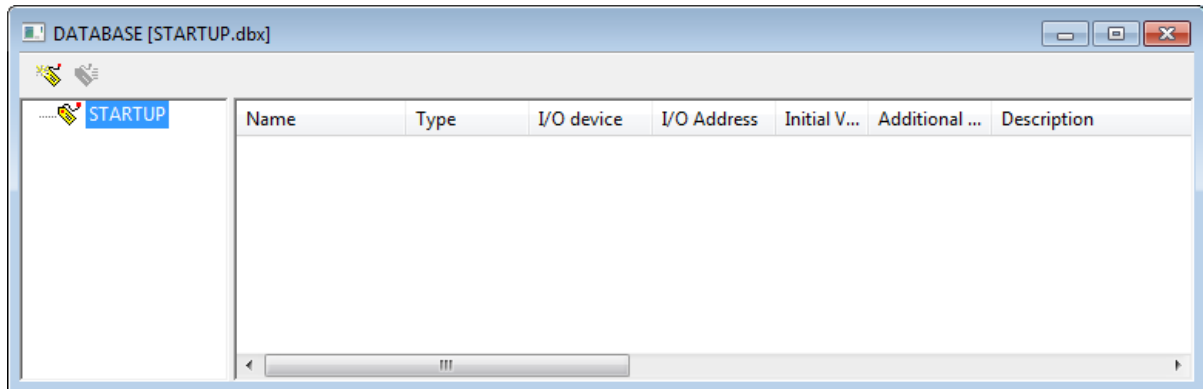 DATABASE [STARTUP.dbx]
STARTUP
Name Type I/O device I/O Address Initial V... Additional ... Description